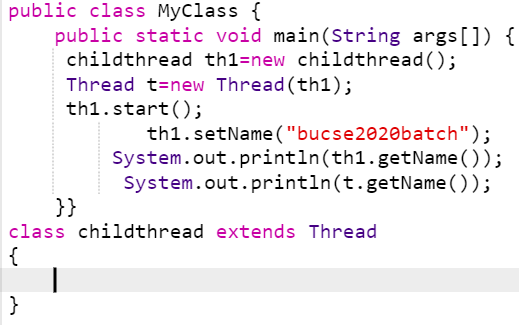 public class MyClass {
    public static void main(String args[]) {
     childthread th1=new childthread();
     Thread t=new Thread(th1);
     th1.start();
            th1.setName("bucse2020batch");
         System.out.println(th1.getName());
          System.out.println(t.getName());
    }}
class childthread extends Thread
{
}